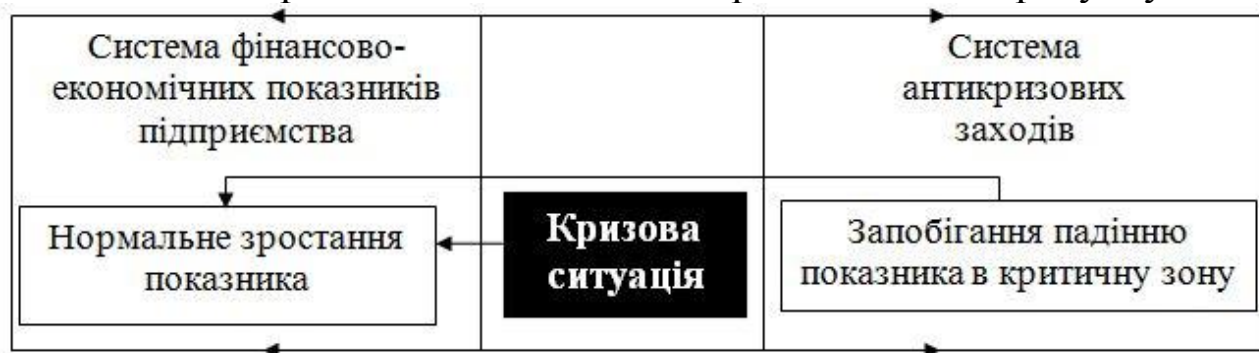 Система фінансово-
економічних показників
підприємства
Система
антикризових
заходів
Нормальне зростання
показника
Кризова
ситуація
Запобігання падінню
показника в критичну зону